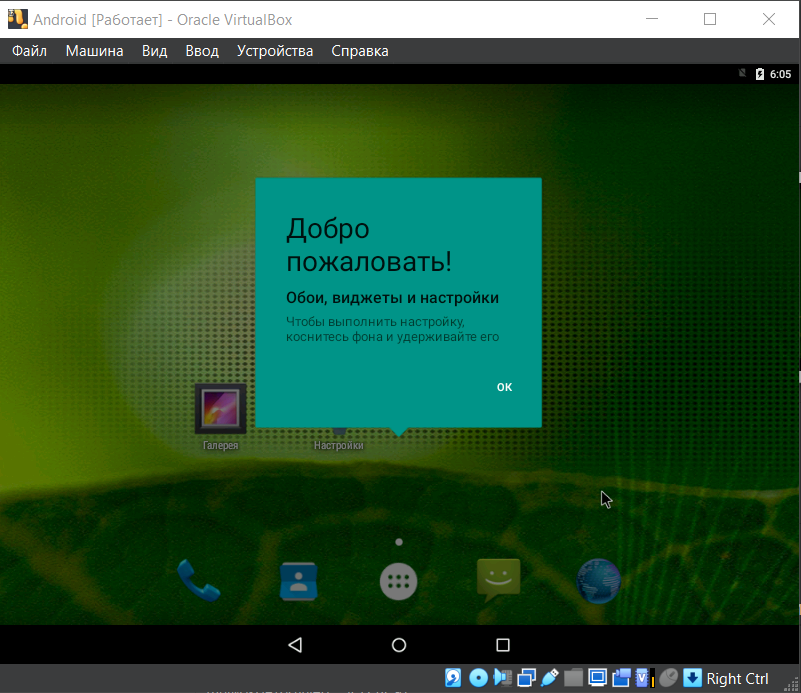 Android [Работает] - Oracle VirtualBox
Файл Машина Вид Ввод Устройства Справка
6:05
Добро
пожаловать!
Обои, виджеты и настройки
Чтобы выполнить настройку,
коснитесь фона и удерживайте его
ОК
Галерея Настройки
Right Ctrl